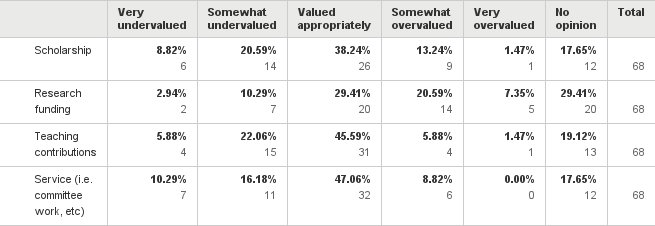 Very undervalued Somewhat undervalued Valued appropriately Somewhat overvalued Very overvalued No opinion Total
Scholarship 8.82% 20.59% 38.24% 13.24% 1.47% 17.65%
6 14 26 9 1 12 68
Research funding 2.94% 10.29% 29.41% 20.59% 7.35% 29.41%
2 7 20 14 5 20 68
Teaching contributions 5.88% 22.06% 45.59% 5.88% 1.47% 19.12%
4 15 31 4 1 13 68
Service (i.e. committee work, etc) 10.29% 16.18% 47.06% 8.82% 0.00% 17.65%
7 11 32 6 0 12 68